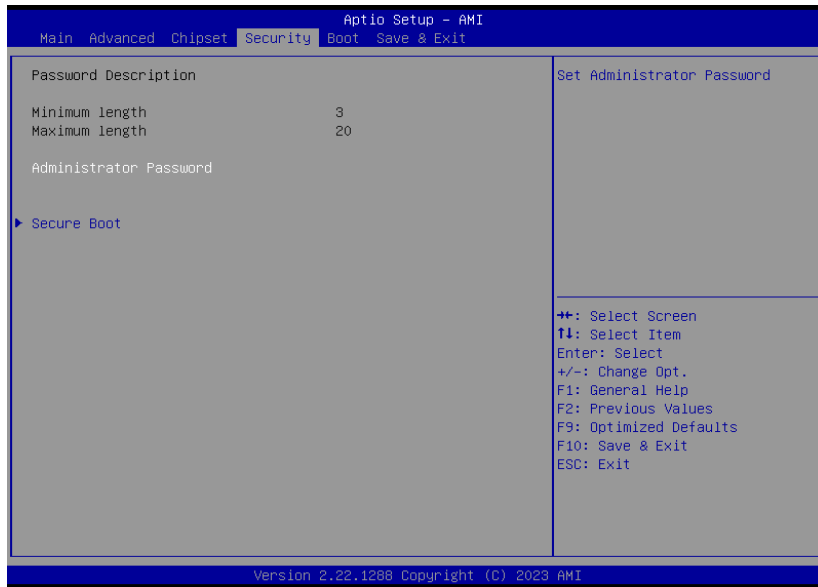 Aptio Setup – AMI
Main Advanced Chipset Security Boot Save & Exit
Password Description
Minimum length 3
Maximum length 20
Administrator Password
▶ Secure Boot
Set Administrator Password
→←: Select Screen
↑↓: Select Item
Enter: Select
+/-: Change Opt.
F1: General Help
F2: Previous Values
F9: Optimized Defaults
F10: Save & Exit
ESC: Exit
Version 2.22.1288 Copyright (C) 2023 AMI